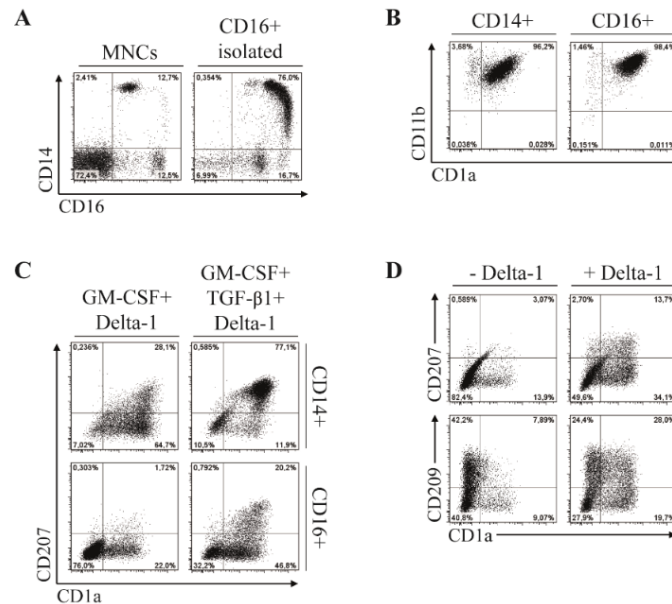 A
MNCs
CD16+
isolated
2,41% 12,7%
72,4% 12,5%
0,354% 76,0%
6,99% 16,7%
CD14
CD16
B
CD14+ CD16+
3,68% 96,2%
0,038% 0,028%
1,46% 98,4%
0,151% 0,011%
CD11b
CD1a
C
GM-CSF+
Delta-1
GM-CSF+
TGF-β1+
Delta-1
0,236% 28,1%
7,02% 64,7%
0,585% 77,1%
10,5% 11,9%
CD14+
0,303% 1,72%
76,0% 22,0%
0,792% 20,2%
32,2% 46,8%
CD16+
CD207
CD1a
D
- Delta-1 + Delta-1
0,589% 3,07%
82,4% 13,9%
2,70% 13,7%
49,6% 34,1%
CD207
42,2% 7,89%
40,8% 9,07%
24,4% 28,0%
27,9% 19,7%
CD209
CD1a